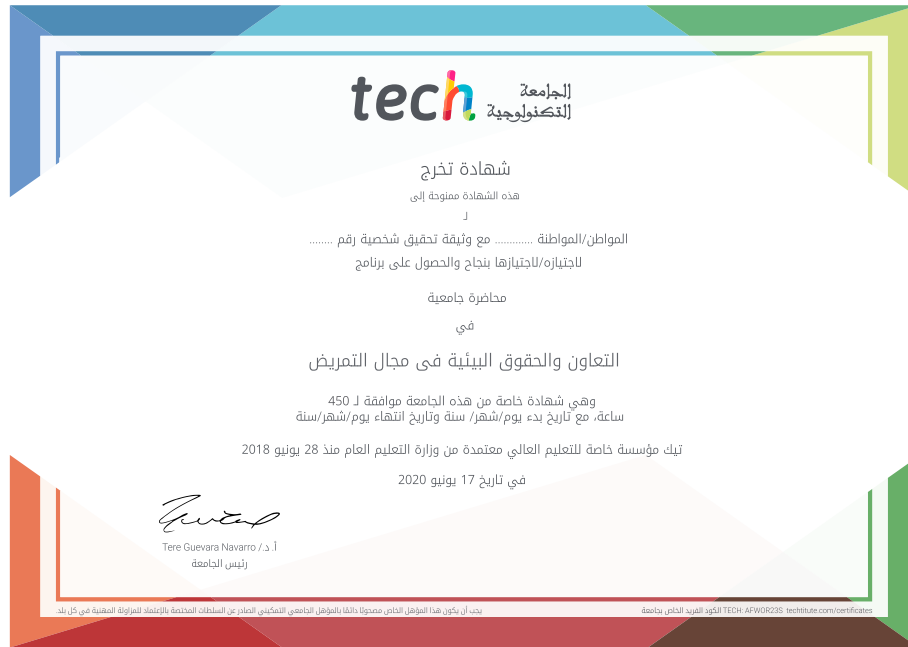 tech الجامعة
التكنولوجية
شهادة تخرج
هذه الشهادة ممنوحة إلى
لـ
المواطن/المواطنة ............. مع وثيقة تحقيق شخصية رقم ........
لاجتيازه/لاجتيازها بنجاح والحصول على برنامج
محاضرة جامعية
في
التعاون والحقوق البيئية فى مجال التمريض
وهي شهادة خاصة من هذه الجامعة موافقة لـ 450
ساعة، مع تاريخ بدء يوم/شهر/ سنة وتاريخ انتهاء يوم/شهر/سنة
تيك مؤسسة خاصة للتعليم العالي معتمدة من وزارة التعليم العام منذ 28 يونيو 2018
في تاريخ 17 يونيو 2020
أ. د./ Tere Guevara Navarro
رئيس الجامعة
يجب أن يكون هذا المؤهل الخاص مصحوبًا دائمًا بالمؤهل الجامعي التمكيني الصادر عن السلطات المختصة بالإعتماد للمزاولة المهنية في كل بلد.
الكود الفريد الخاص بجامعة TECH: AFWOR23S techtitute.com/certificates